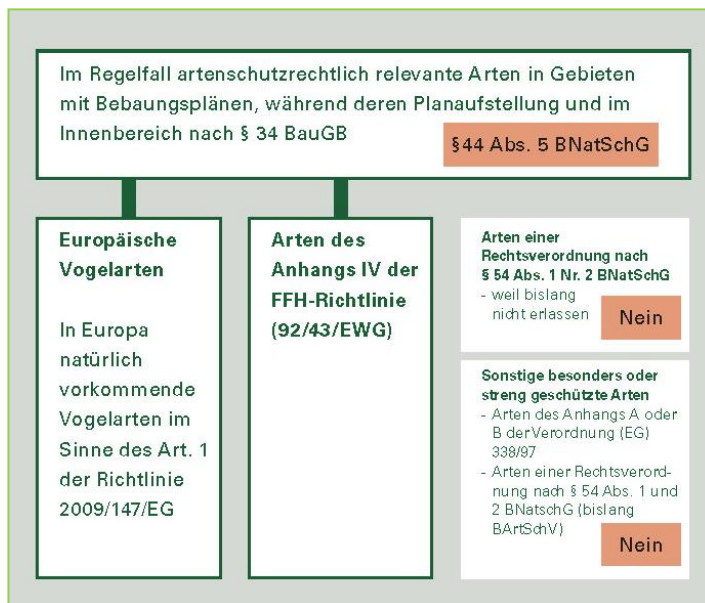 Im Regelfall artenschutzrechtlich relevante Arten in Gebieten
mit Bebaungsplänen, während deren Planaufstellung und im
Innenbereich nach § 34 BauGB
§44 Abs. 5 BNatSchG
Europäische
Vogelarten
In Europa
natürlich
vorkommende
Vogelarten im
Sinne des Art. 1
der Richtlinie
2009/147/EG
Arten des
Anhangs IV der
FFH-Richtlinie
(92/43/EWG)
Arten einer
Rechtsverordnung nach
§ 54 Abs. 1 Nr. 2 BNatSchG
- weil bislang
nicht erlassen
Nein
Sonstige besonders oder
streng geschützte Arten
- Arten des Anhangs A oder
B der Verordnung (EG)
338/97
- Arten einer Rechtsverord-
nung nach § 54 Abs. 1 und
2 BNatschG (bislang
BArtSchV)
Nein